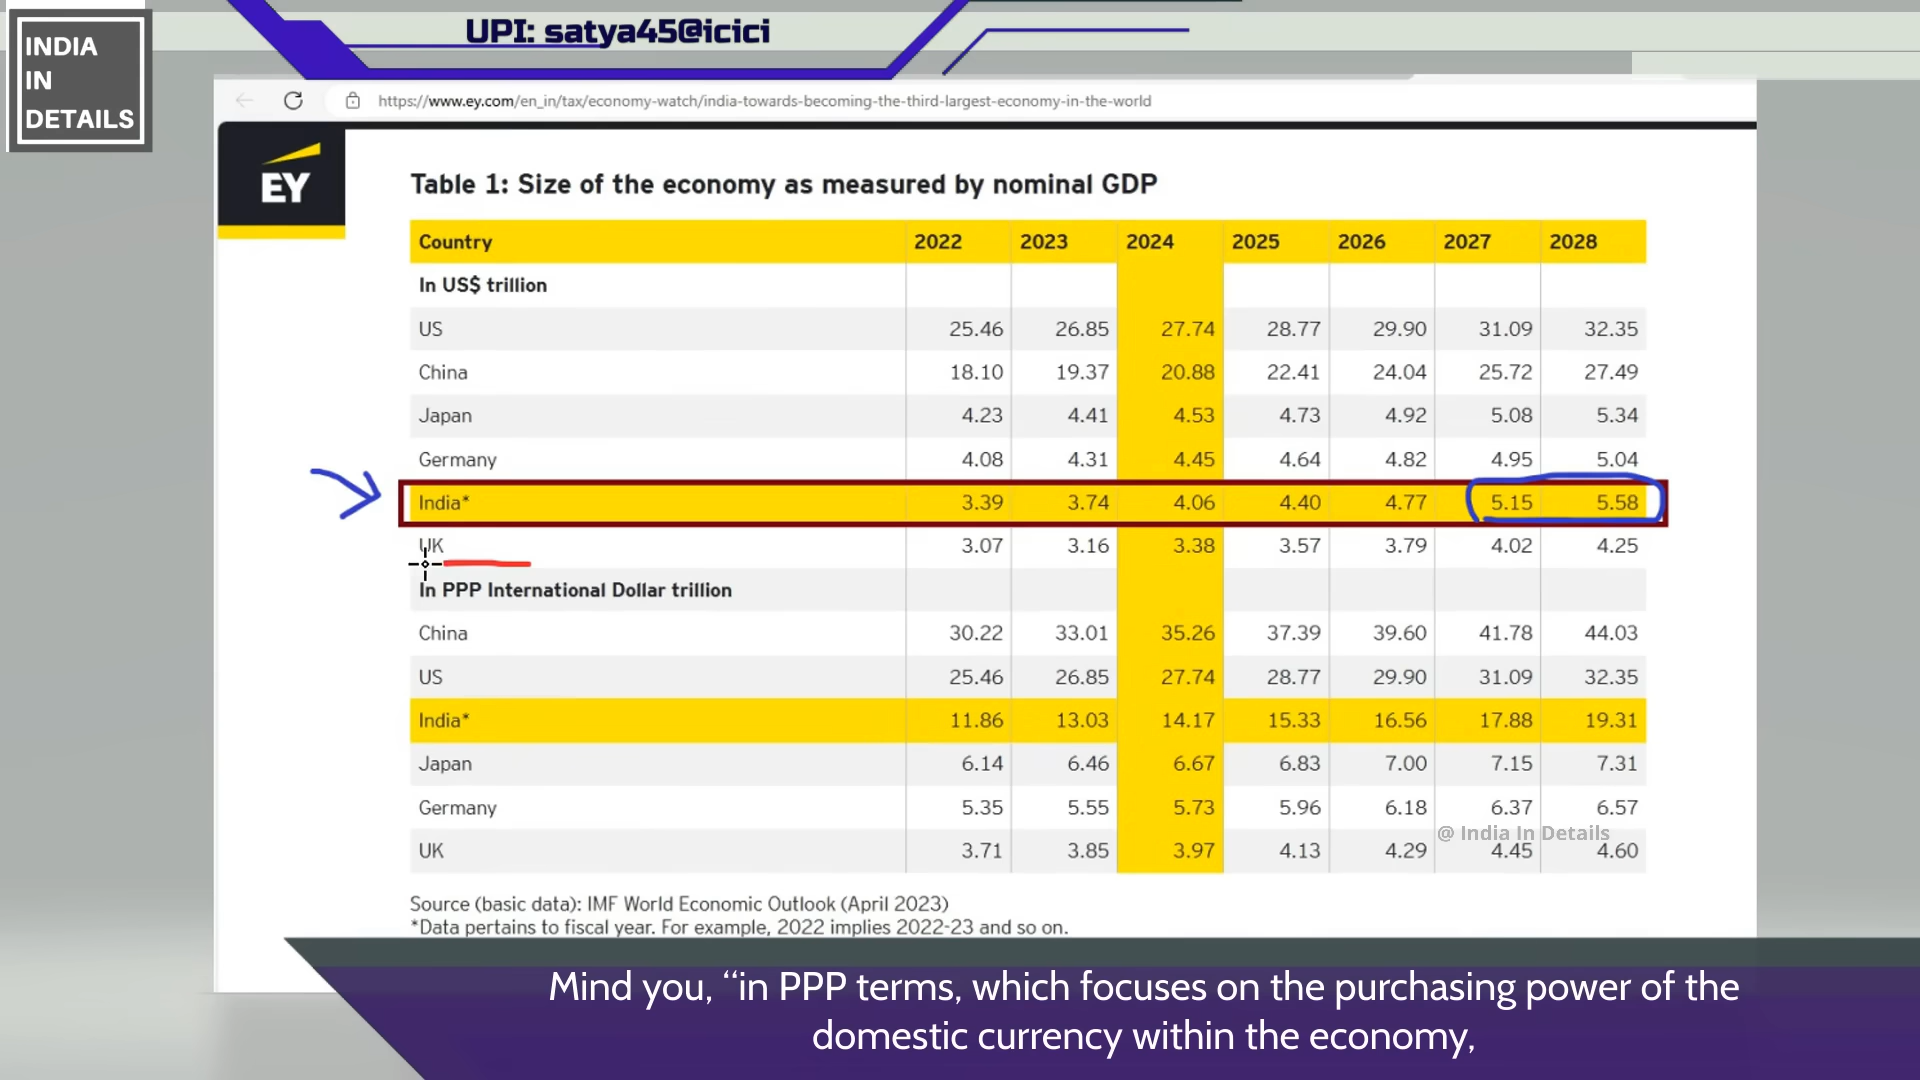 UPI: satya45@icici
INDIA
IN
DETAILS
https://www.ey.com/en_in/tax/economy-watch/india-towards-becoming-the-third-largest-economy-in-the-world
EY
Table 1: Size of the economy as measured by nominal GDP
Country 2022 2023 2024 2025 2026 2027 2028
In US$ trillion
US 25.46 26.85 27.74 28.77 29.90 31.09 32.35
China 18.10 19.37 20.88 22.41 24.04 25.72 27.49
Japan 4.23 4.41 4.53 4.73 4.92 5.08 5.34
Germany 4.08 4.31 4.45 4.64 4.82 4.95 5.04
India* 3.39 3.74 4.06 4.40 4.77 5.15 5.58
UK 3.07 3.16 3.38 3.57 3.79 4.02 4.25
In PPP International Dollar trillion
China 30.22 33.01 35.26 37.39 39.60 41.78 44.03
US 25.46 26.85 27.74 28.77 29.90 31.09 32.35
India* 11.86 13.03 14.17 15.33 16.56 17.88 19.31
Japan 6.14 6.46 6.67 6.83 7.00 7.15 7.31
Germany 5.35 5.55 5.73 5.96 6.18 6.37 6.57
@ India In Details
UK 3.71 3.85 3.97 4.13 4.29 4.45 4.60
Source (basic data): IMF World Economic Outlook (April 2023)
*Data pertains to fiscal year. For example, 2022 implies 2022-23 and so on.
Mind you, “in PPP terms, which focuses on the purchasing power of the
domestic currency within the economy,